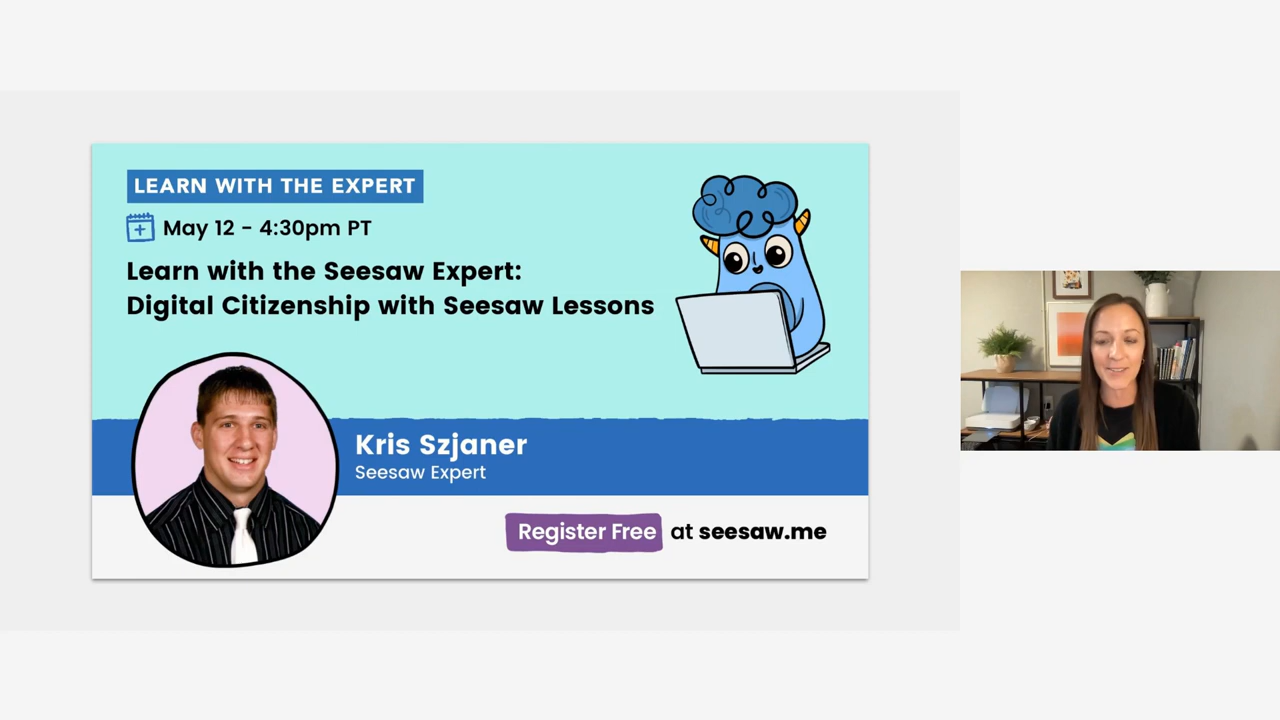 LEARN WITH THE EXPERT
May 12 - 4:30pm PT
Learn with the Seesaw Expert:
Digital Citizenship with Seesaw Lessons
Kris Szjaner
Seesaw Expert
Register Free at seesaw.me